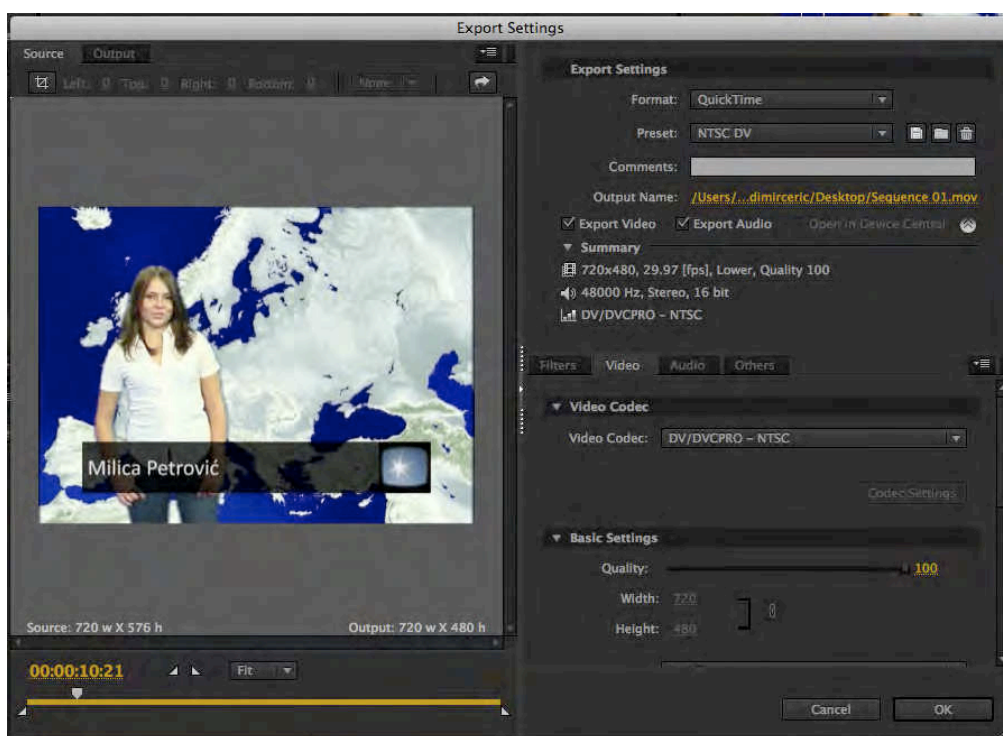 Export Settings
Source Output
Left: 0 Top: 0 Right: 0 Bottom: 0 None
Milica Petrović
Source: 720 w X 576 h Output: 720 w X 480 h
00:00:10:21 Fit
Export Settings
Format: QuickTime
Preset: NTSC DV
Comments:
Output Name: /Users/...dimirceric/Desktop/Sequence 01.mov
Export Video Export Audio Open in Device Central
Summary
720x480, 29.97 [fps], Lower, Quality 100
48000 Hz, Stereo, 16 bit
DV/DVCPRO – NTSC
Filters Video Audio Others
Video Codec
Video Codec: DV/DVCPRO – NTSC
Codec Settings
Basic Settings
Quality: 100
Width: 720
Height: 480
Cancel OK